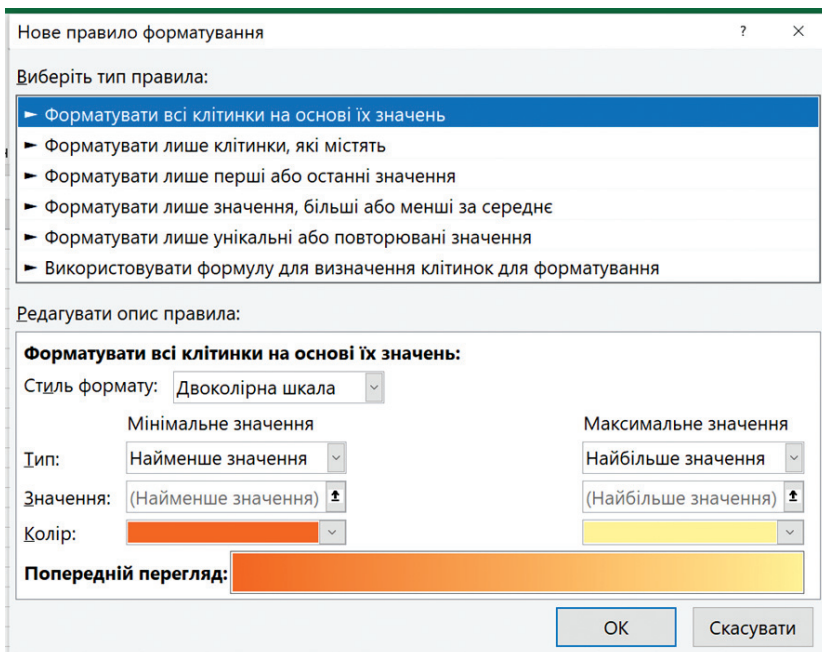 Нове правило форматування ? ×
Виберіть тип правила:
► Форматувати всі клітинки на основі їх значень
► Форматувати лише клітинки, які містять
► Форматувати лише перші або останні значення
► Форматувати лише значення, більші або менші за середнє
► Форматувати лише унікальні або повторювані значення
► Використовувати формулу для визначення клітинок для форматування
Редагувати опис правила:
Форматувати всі клітинки на основі їх значень:
Стиль формату: Двоколірна шкала
Мінімальне значення Максимальне значення
Тип: Найменше значення Найбільше значення
Значення: (Найменше значення) (Найбільше значення)
Колір:
Попередній перегляд:
ОК Скасувати